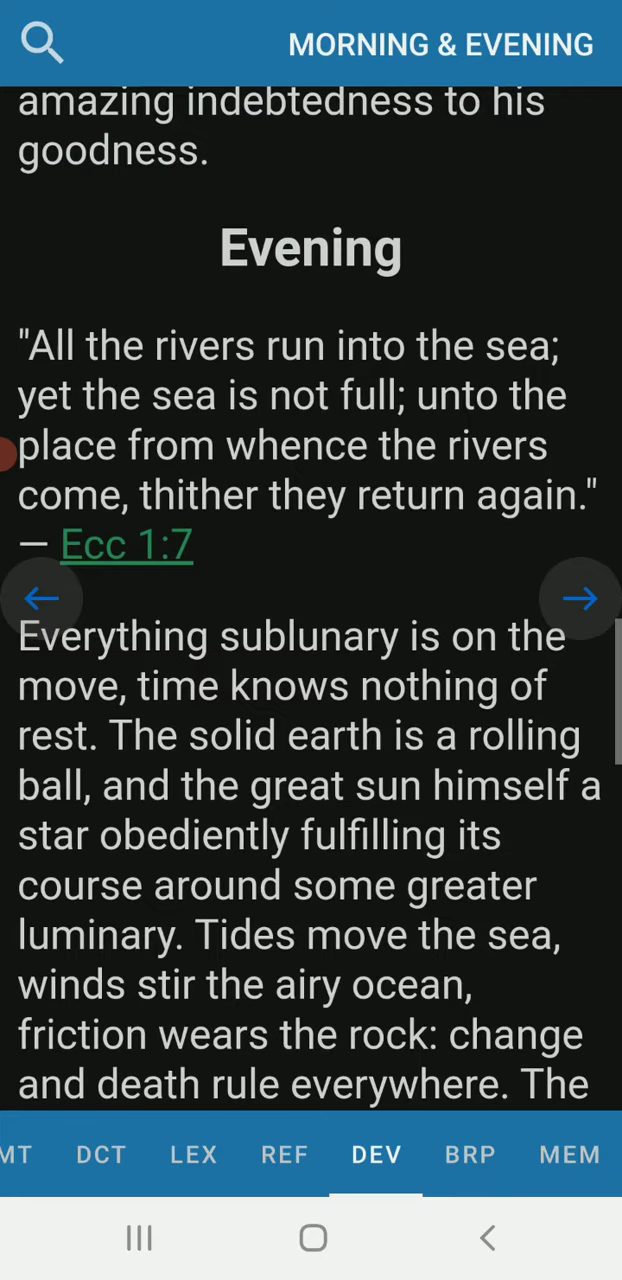 MORNING & EVENING
amazing indebtedness to his
goodness.
Evening
"All the rivers run into the sea;
yet the sea is not full; unto the
place from whence the rivers
come, thither they return again."
— Ecc 1:7
Everything sublunary is on the
move, time knows nothing of
rest. The solid earth is a rolling
ball, and the great sun himself a
star obediently fulfilling its
course around some greater
luminary. Tides move the sea,
winds stir the airy ocean,
friction wears the rock: change
and death rule everywhere. The
MT DCT LEX REF DEV BRP MEM